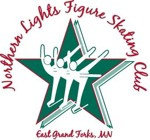 Northern Lights Figure Skating Club
East Grand Forks, MN